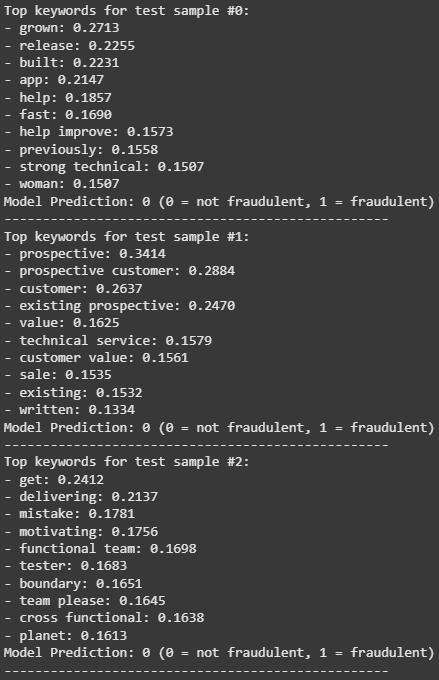 Top keywords for test sample #0:
- grown: 0.2713
- release: 0.2255
- built: 0.2231
- app: 0.2147
- help: 0.1857
- fast: 0.1690
- help improve: 0.1573
- previously: 0.1558
- strong technical: 0.1507
- woman: 0.1507
Model Prediction: 0 (0 = not fraudulent, 1 = fraudulent)
--------------------------------------------------
Top keywords for test sample #1:
- prospective: 0.3414
- prospective customer: 0.2884
- customer: 0.2637
- existing prospective: 0.2470
- value: 0.1625
- technical service: 0.1579
- customer value: 0.1561
- sale: 0.1535
- existing: 0.1532
- written: 0.1334
Model Prediction: 0 (0 = not fraudulent, 1 = fraudulent)
--------------------------------------------------
Top keywords for test sample #2:
- get: 0.2412
- delivering: 0.2137
- mistake: 0.1781
- motivating: 0.1756
- functional team: 0.1698
- tester: 0.1683
- boundary: 0.1651
- team please: 0.1645
- cross functional: 0.1638
- planet: 0.1613
Model Prediction: 0 (0 = not fraudulent, 1 = fraudulent)
--------------------------------------------------